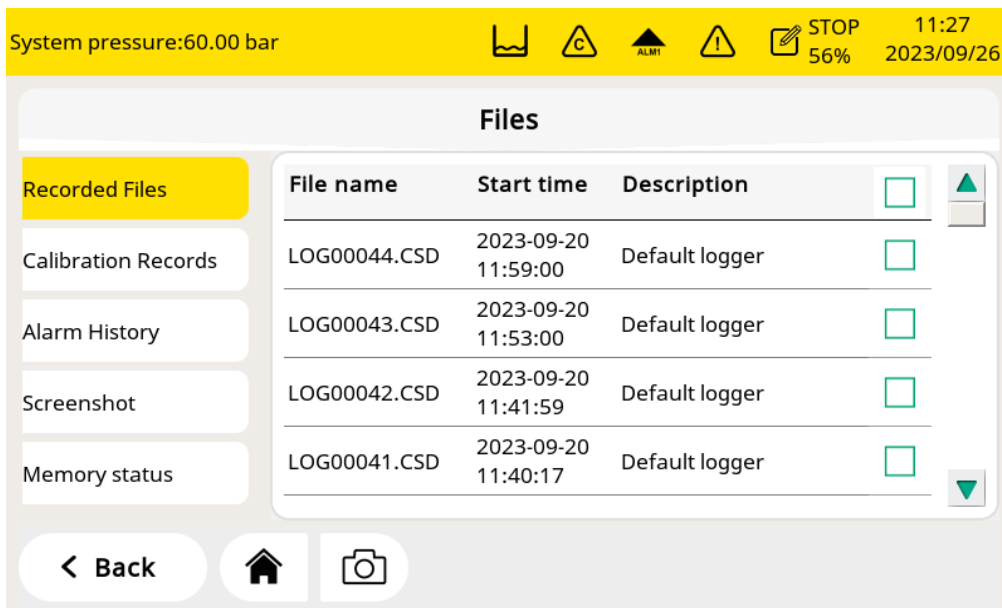 System pressure:60.00 bar
C
ALM1
!
STOP
56%
11:27
2023/09/26
Files
Recorded Files
Calibration Records
Alarm History
Screenshot
Memory status
File name Start time Description
LOG00044.CSD 2023-09-20 11:59:00 Default logger
LOG00043.CSD 2023-09-20 11:53:00 Default logger
LOG00042.CSD 2023-09-20 11:41:59 Default logger
LOG00041.CSD 2023-09-20 11:40:17 Default logger
Back